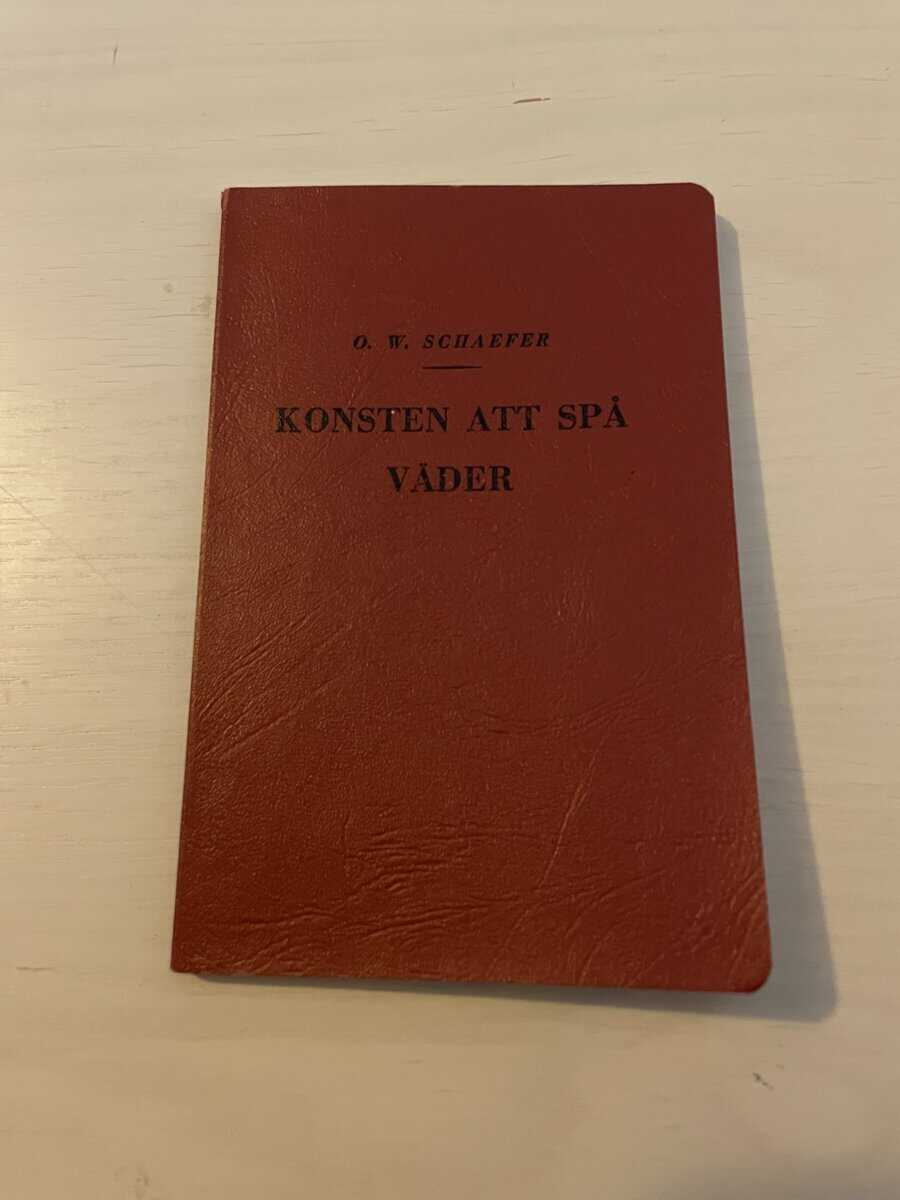 O. W. SCHAEFER
KONSTEN ATT SPÅ
VÄDER